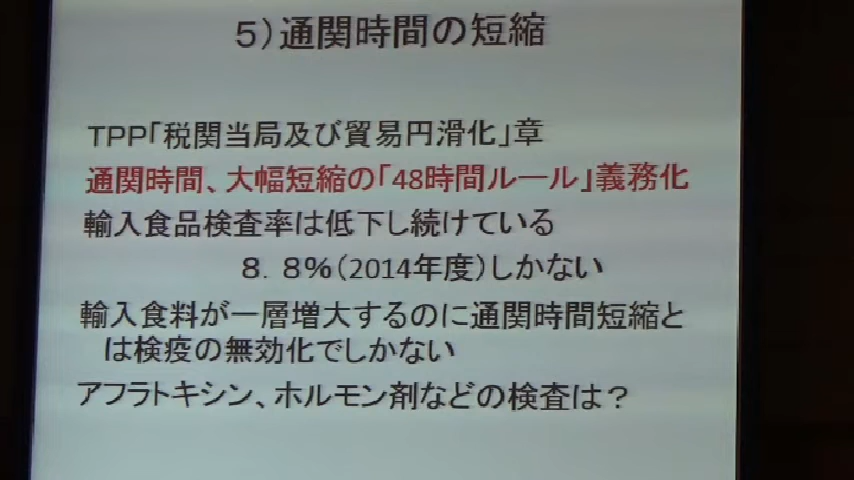 ５）通関時間の短縮
TPP「税関当局及び貿易円滑化」章
通関時間、大幅短縮の「48時間ルール」義務化
輸入食品検査率は低下し続けている
８．８％（2014年度）しかない
輸入食料が一層増大するのに通関時間短縮と
は検疫の無効化でしかない
アフラトキシン、ホルモン剤などの検査は？